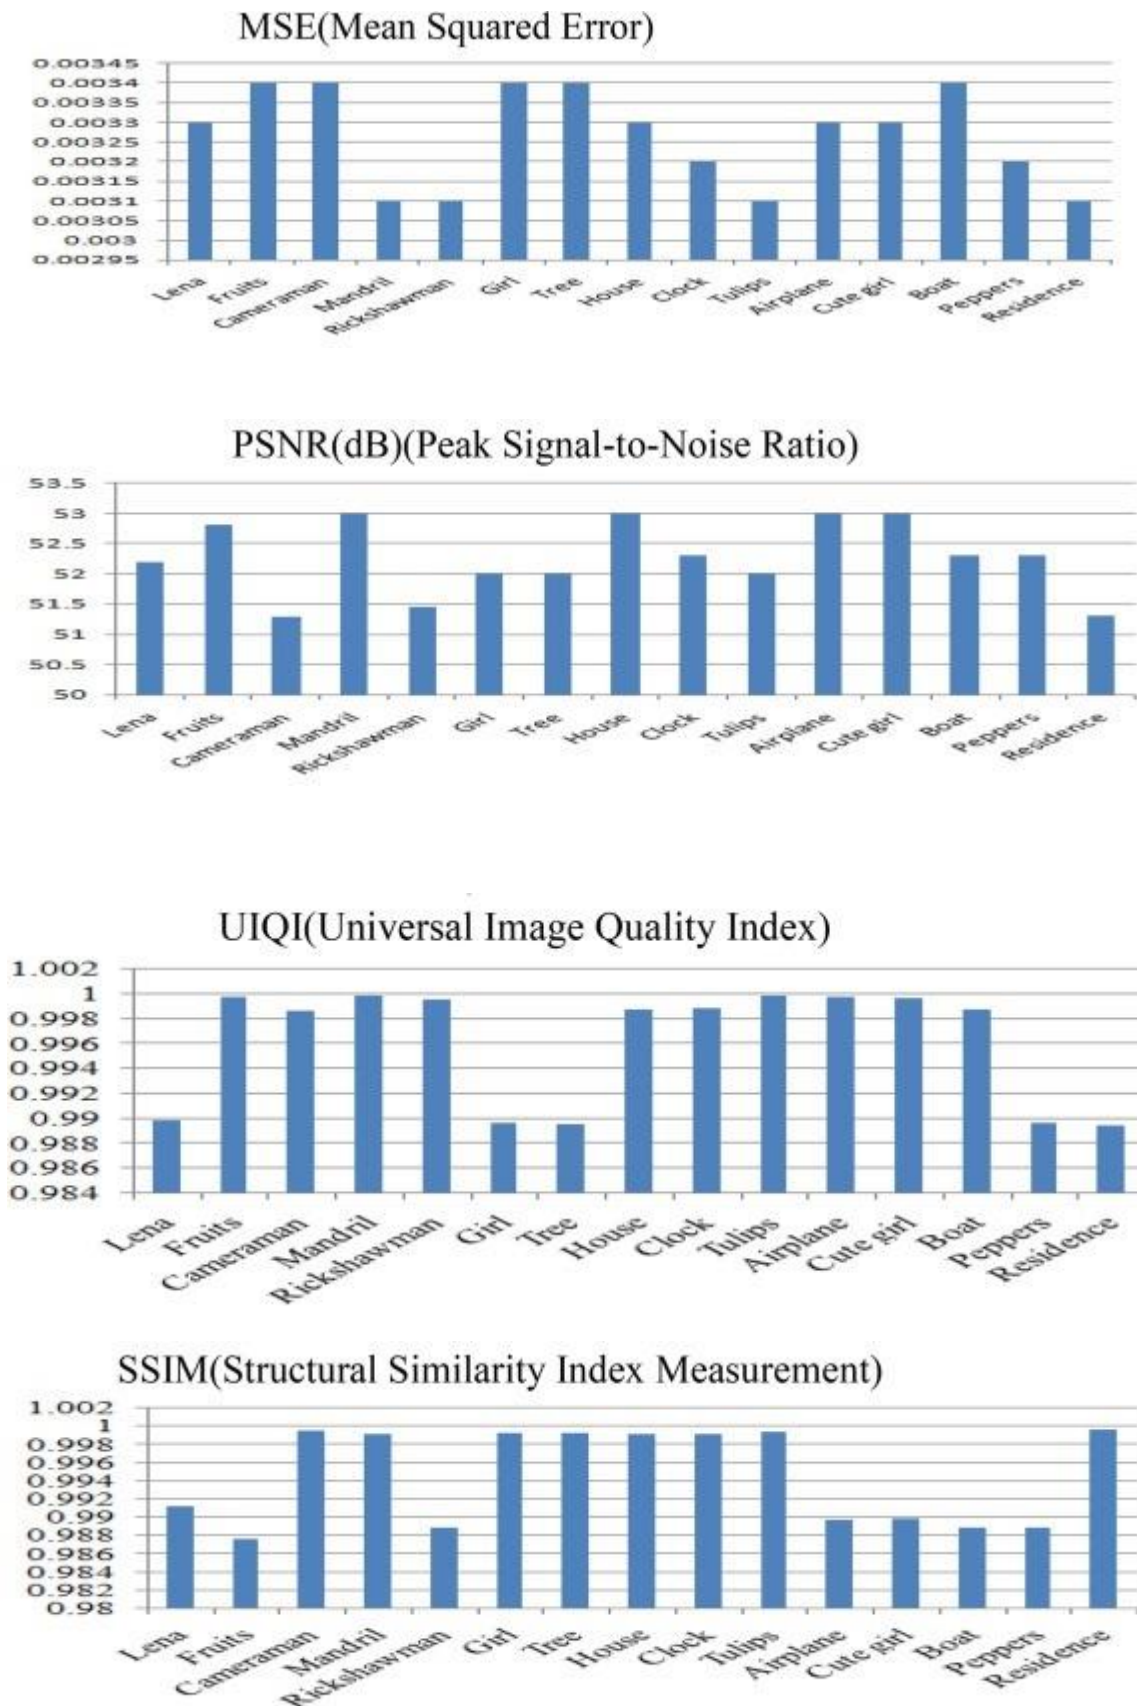 MSE(Mean Squared Error)
0.00345
0.0034
0.00335
0.0033
0.00325
0.0032
0.00315
0.0031
0.00305
0.003
0.00295
Lena
Fruits
Cameraman
Mandril
Rickshawman
Girl
Tree
House
Clock
Tulips
Airplane
Cute girl
Boat
Peppers
Residence
PSNR(dB)(Peak Signal-to-Noise Ratio)
53.5
53
52.5
52
51.5
51
50.5
50
Lena
Fruits
Cameraman
Mandril
Rickshawman
Girl
Tree
House
Clock
Tulips
Airplane
Cute girl
Boat
Peppers
Residence
UIQI(Universal Image Quality Index)
1.002
1
0.998
0.996
0.994
0.992
0.99
0.988
0.986
0.984
Lena
Fruits
Cameraman
Mandril
Rickshawman
Girl
Tree
House
Clock
Tulips
Airplane
Cute girl
Boat
Peppers
Residence
SSIM(Structural Similarity Index Measurement)
1.002
1
0.998
0.996
0.994
0.992
0.99
0.988
0.986
0.984
0.982
0.98
Lena
Fruits
Cameraman
Mandril
Rickshawman
Girl
Tree
House
Clock
Tulips
Airplane
Cute girl
Boat
Peppers
Residence